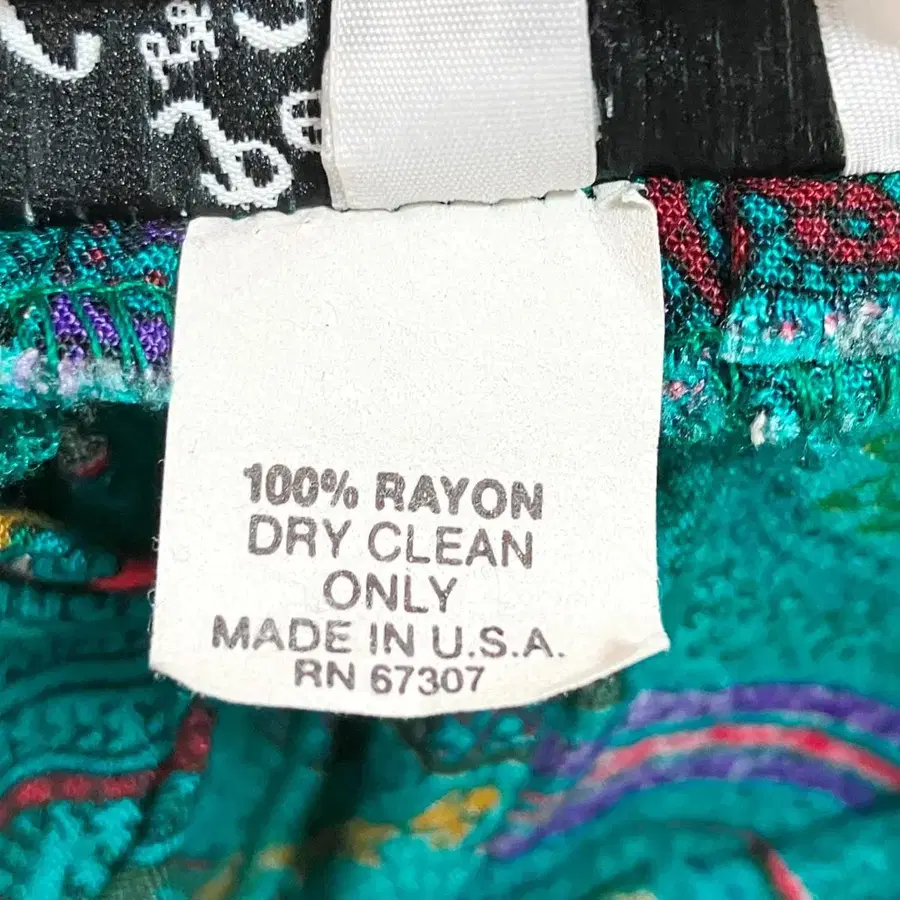 100% RAYON
DRY CLEAN
ONLY
MADE IN U.S.A.
RN 67307